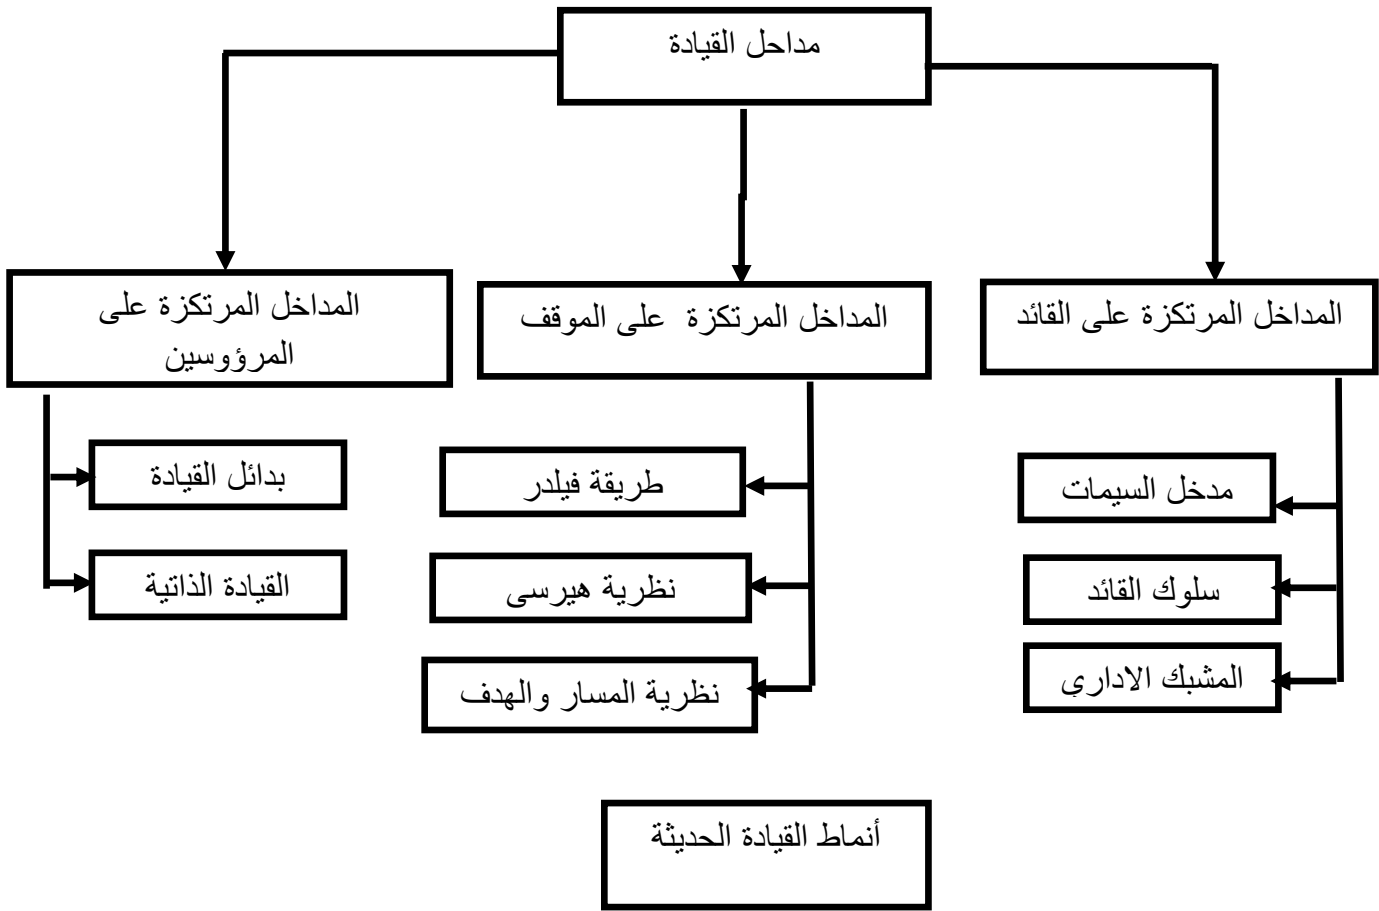 مداحل القيادة
المداخل المرتكزة على القائد
المداخل المرتكزة على الموقف
المداخل المرتكزة على
المرؤوسين
مدخل السيمات
سلوك القائد
المشبك الاداري
طريقة فيلدر
نظرية هيرسى
نظرية المسار والهدف
بدائل القيادة
القيادة الذاتية
أنماط القيادة الحديثة